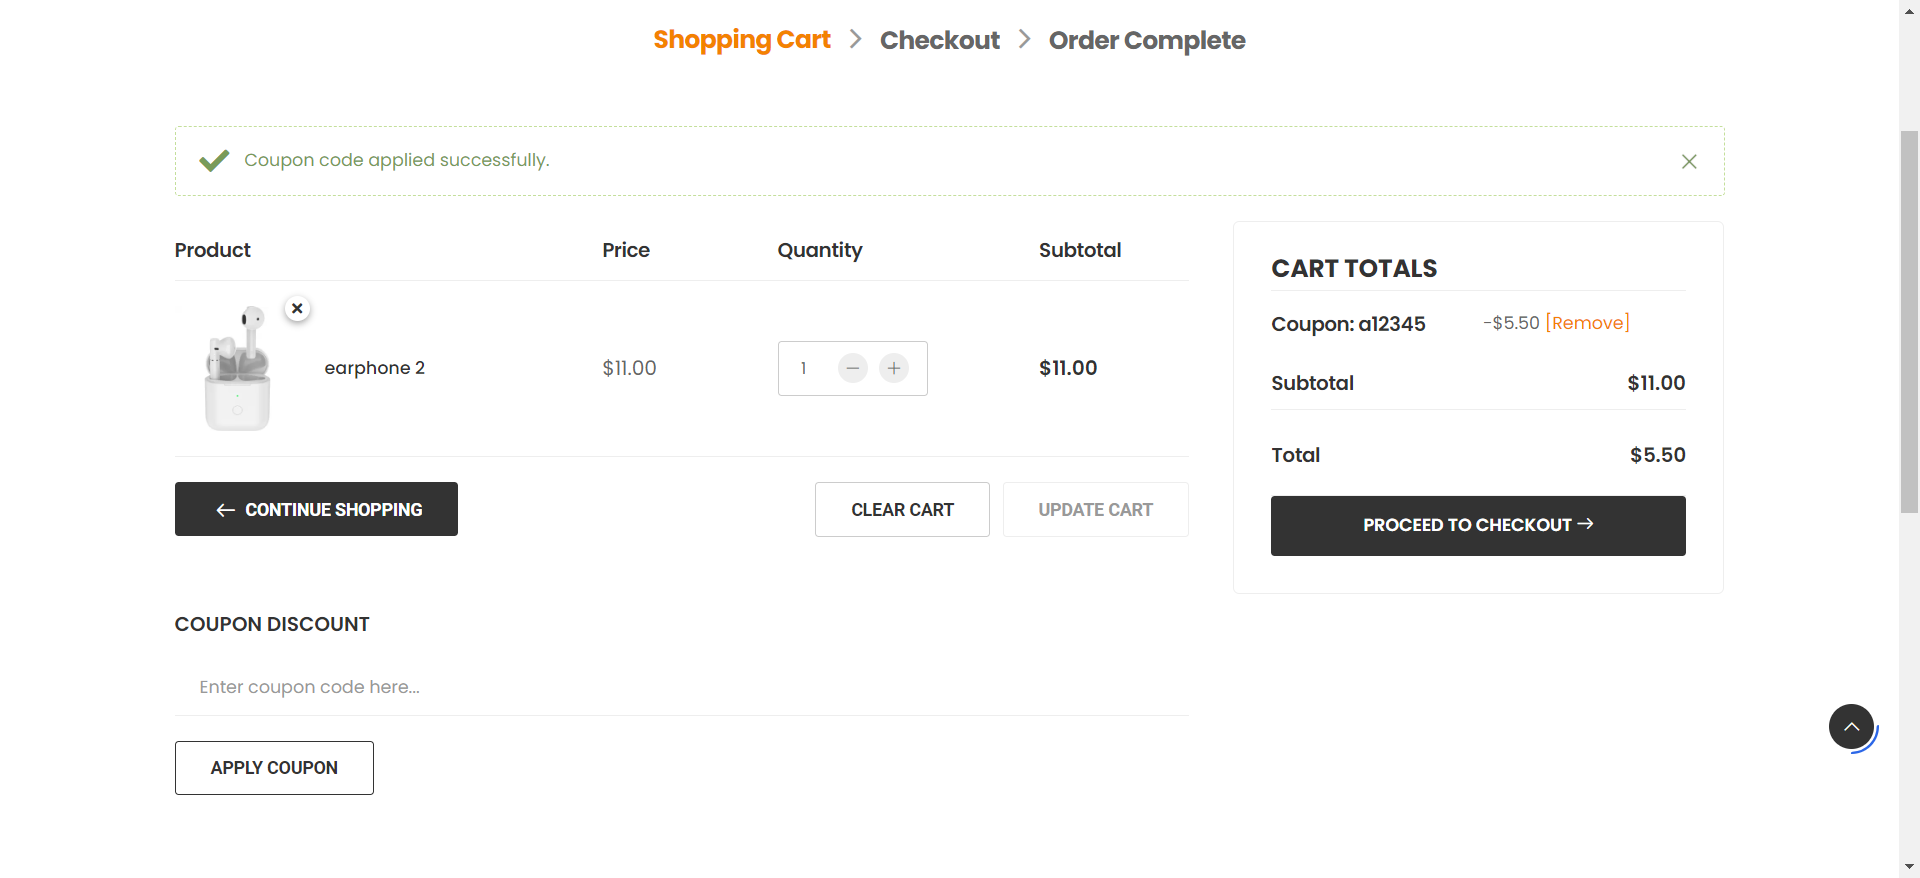 Shopping Cart > Checkout > Order Complete
Coupon code applied successfully.
Product Price Quantity Subtotal
earphone 2 $11.00 1 − + $11.00
← CONTINUE SHOPPING CLEAR CART UPDATE CART
COUPON DISCOUNT
Enter coupon code here...
APPLY COUPON
CART TOTALS
Coupon: a12345 -$5.50 [Remove]
Subtotal $11.00
Total $5.50
PROCEED TO CHECKOUT →